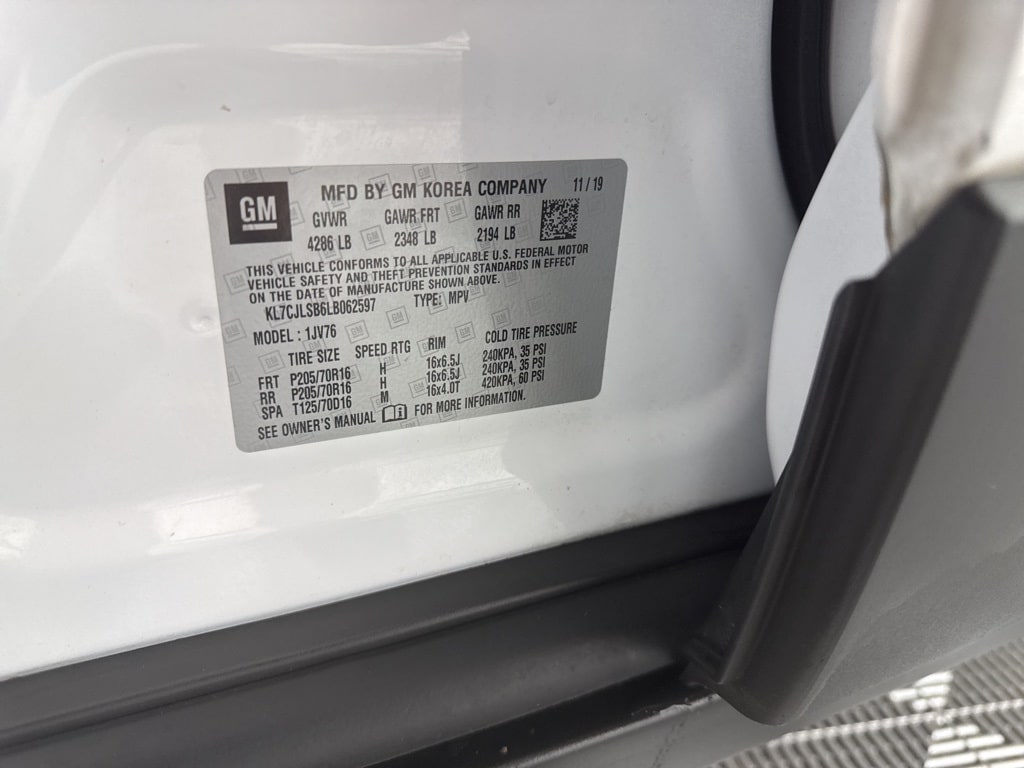 GM
MFD BY GM KOREA COMPANY 11/19
GVWR GAWR FRT GAWR RR
4286 LB 2348 LB 2194 LB
THIS VEHICLE CONFORMS TO ALL APPLICABLE U.S. FEDERAL MOTOR
VEHICLE SAFETY AND THEFT PREVENTION STANDARDS IN EFFECT
ON THE DATE OF MANUFACTURE SHOWN ABOVE.
KL7CJLSB6LB062597 TYPE: MPV
MODEL: 1JV76
TIRE SIZE SPEED RTG RIM COLD TIRE PRESSURE
FRT P205/70R16 H 16x6.5J 240KPA, 35 PSI
RR P205/70R16 H 16x6.5J 240KPA, 35 PSI
SPA T125/70D16 M 16x4.0T 420KPA, 60 PSI
SEE OWNER'S MANUAL FOR MORE INFORMATION.